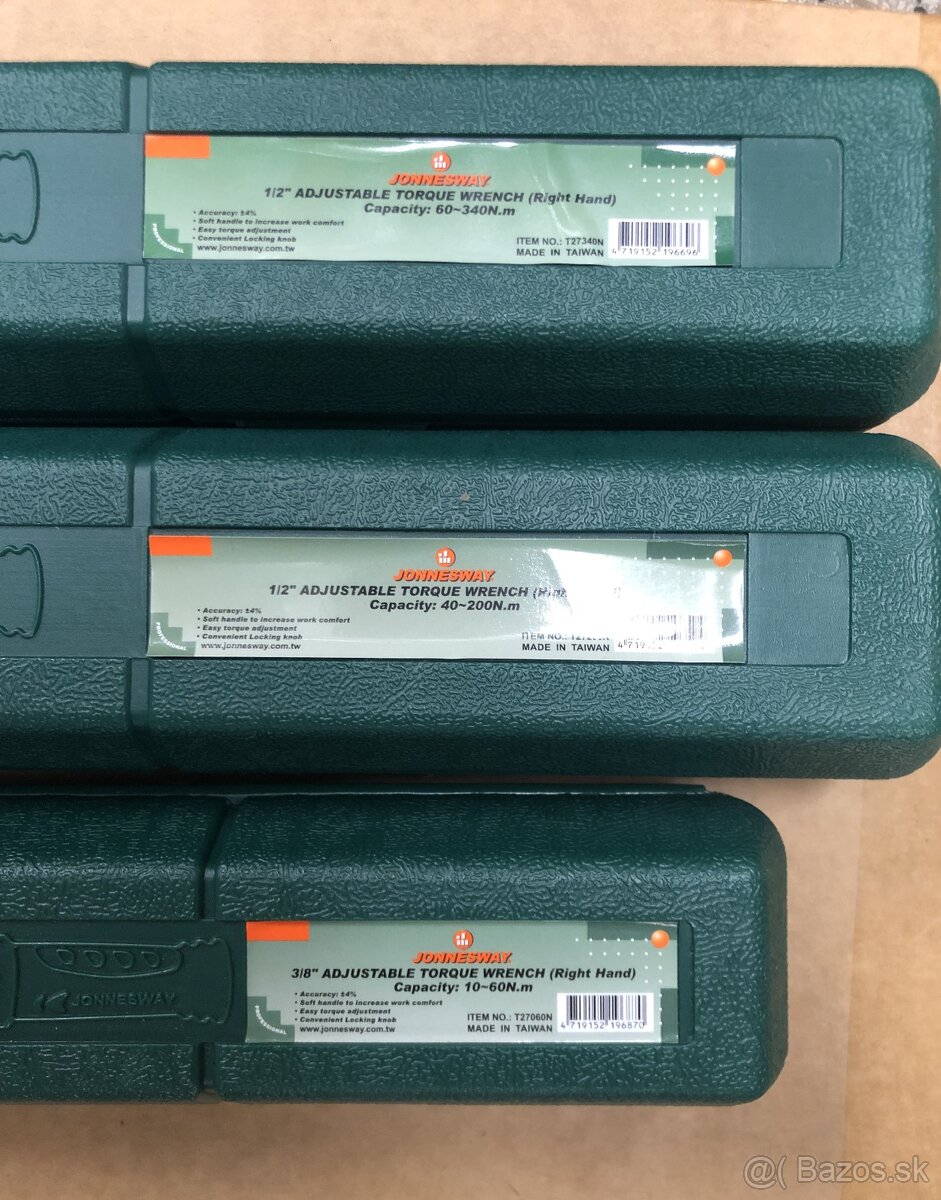 JONNESWAY
1/2" ADJUSTABLE TORQUE WRENCH (Right Hand)
Capacity: 60~340N.m
• Accuracy: ±4%
• Soft handle to increase work comfort
• Easy torque adjustment
• Convenient Locking knob
www.jonnesway.com.tw
PROFESSIONAL
ITEM NO.: T27340N
MADE IN TAIWAN
4 719152 196696
JONNESWAY
1/2" ADJUSTABLE TORQUE WRENCH
Capacity: 40~200N.m
• Accuracy: ±4%
• Soft handle to increase work comfort
• Easy torque adjustment
• Convenient Locking knob
www.jonnesway.com.tw
PROFESSIONAL
ITEM NO.:
MADE IN TAIWAN
JONNESWAY
JONNESWAY
3/8" ADJUSTABLE TORQUE WRENCH (Right Hand)
Capacity: 10~60N.m
• Accuracy: ±4%
• Soft handle to increase work comfort
• Easy torque adjustment
• Convenient Locking knob
www.jonnesway.com.tw
PROFESSIONAL
ITEM NO.: T27060N
MADE IN TAIWAN
4 719152 196870
@( Bazos.sk